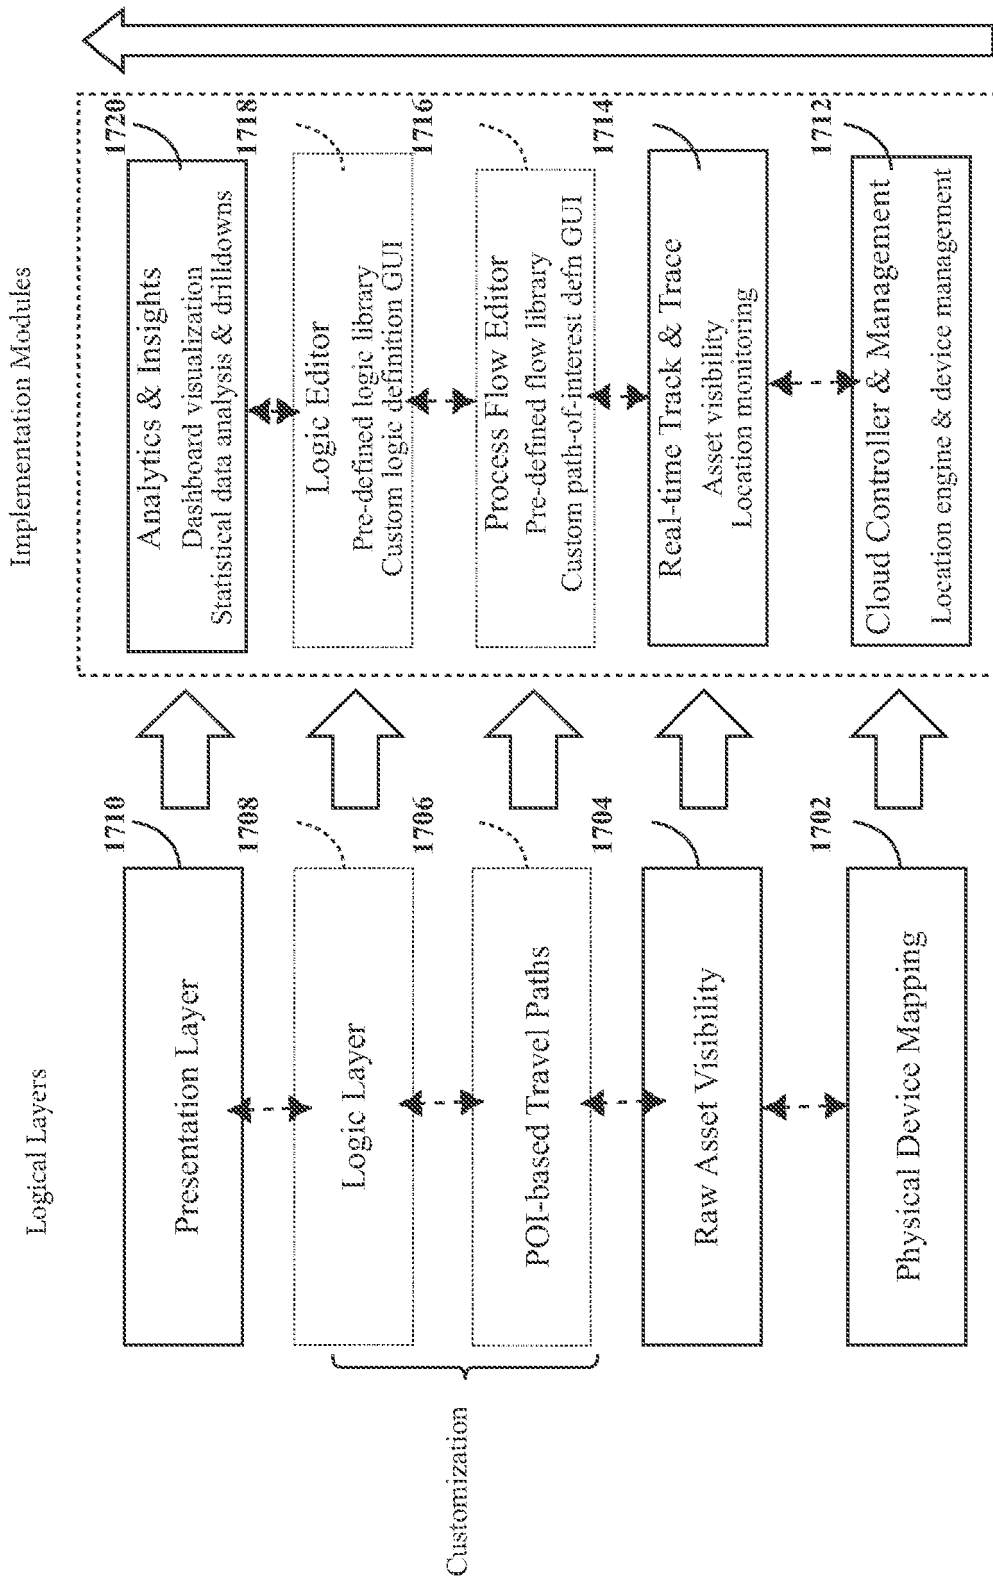 Logical Layers
Implementation Modules
Customization
1710
Presentation Layer
1708
Logic Layer
1706
POI-based Travel Paths
1704
Raw Asset Visibility
1702
Physical Device Mapping
1720
Analytics & Insights
Dashboard visualization
Statistical data analysis & drilldowns
1718
Logic Editor
Pre-defined logic library
Custom logic definition GUI
1716
Process Flow Editor
Pre-defined flow library
Custom path-of-interest defn GUI
1714
Real-time Track & Trace
Asset visibility
Location monitoring
1712
Cloud Controller & Management
Location engine & device management